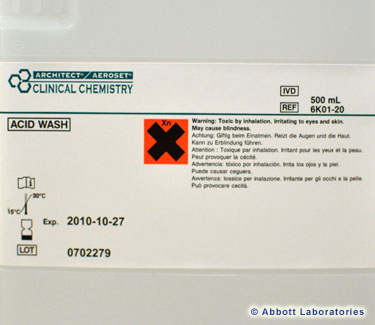 ARCHITECT®/AEROSET®
CLINICAL CHEMISTRY
IVD
500 mL
REF
6K01-20
ACID WASH
Xn
Warning: Toxic by inhalation. Irritating to eyes and skin.
May cause blindness.
Achtung: Giftig beim Einatmen. Reizt die Augen und die Haut.
Kann zu Erblindung führen.
Attention : Toxique par inhalation. Irritant pour les yeux et la peau.
Peut provoquer la cécité.
Advertencia: tóxico por inhalación. Irrita los ojos y la piel.
Puede causar ceguera.
Avvertenza: tossico per inalazione. Irritante per gli occhi e la pelle.
Può provocare cecità.
30°C
15°C
Exp. 2010-10-27
LOT 0702279
© Abbott Laboratories